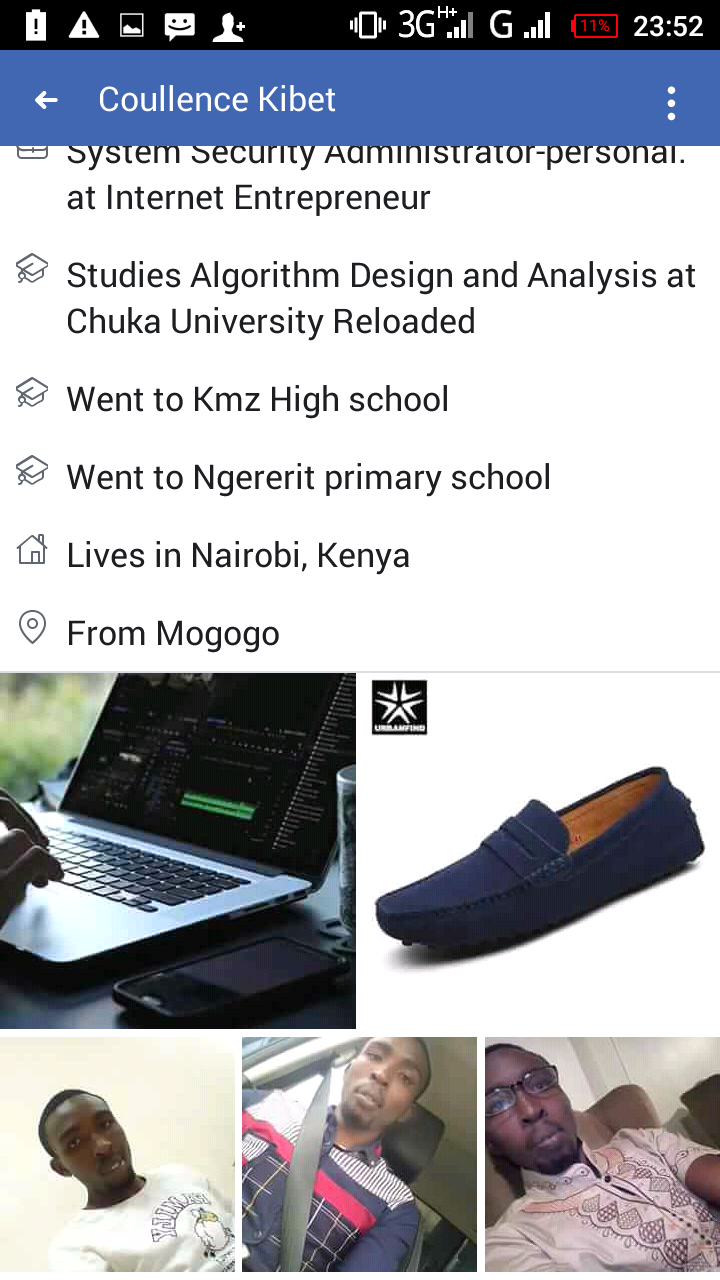 3G H+ G 11% 23:52
Coullence Kibet
System Security Administrator-personal.
at Internet Entrepreneur
Studies Algorithm Design and Analysis at
Chuka University Reloaded
Went to Kmz High school
Went to Ngererit primary school
Lives in Nairobi, Kenya
From Mogogo
URBANFIND